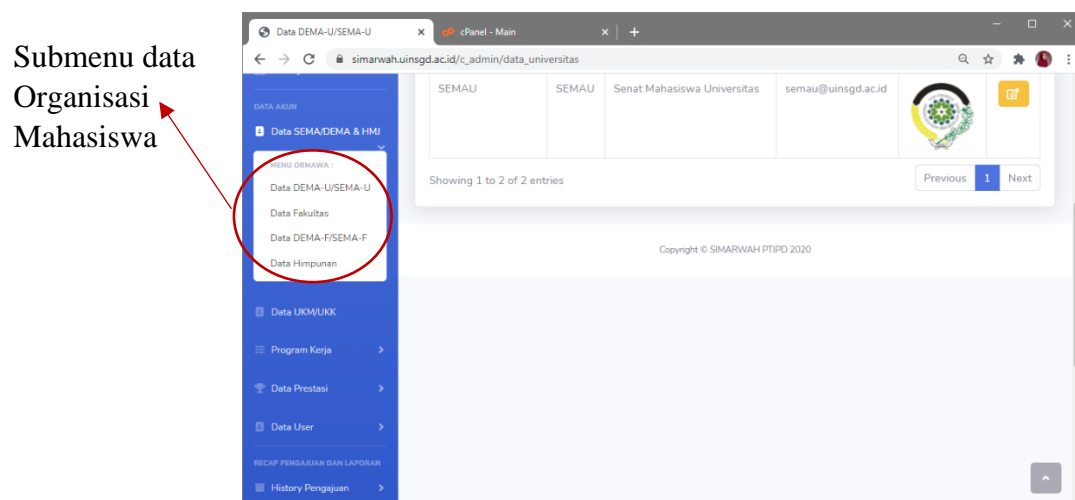 Submenu data
Organisasi
Mahasiswa
Data DEMA-U/SEMA-U
cPanel - Main
simarwah.uinsgd.ac.id/c_admin/data_universitas
DATA AKUN
Data SEMA/DEMA & HMJ
MENU ORMAWA :
Data DEMA-U/SEMA-U
Data Fakultas
Data DEMA-F/SEMA-F
Data Himpunan
Data UKM/UKK
Program Kerja
Data Prestasi
Data User
RECAP PENGAJUAN DAN LAPORAN
History Pengajuan
SEMAU SEMAU Senat Mahasiswa Universitas semau@uinsgd.ac.id
Showing 1 to 2 of 2 entries
Previous 1 Next
Copyright © SIMARWAH PTIPD 2020